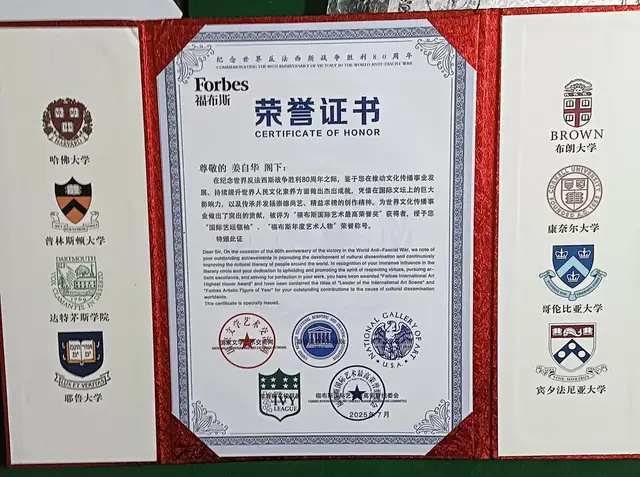 纪念世界反法西斯战争胜利80周年
COMMEMORATING THE 80TH ANNIVERSARY OF VICTORY IN THE WORLD ANTI-FASCIST WAR
Forbes
福布斯
荣誉证书
CERTIFICATE OF HONOR
尊敬的 姜自华 阁下:
在纪念世界反法西斯战争胜利80周年之际,鉴于您在推动文化传播事业发
展、持续提升世界人民文化素养方面做出杰出成就,凭借在国际文坛上的巨大
影响力,以及传承并发扬崇德尚艺、精益求精的创作精神。为世界文化传播事
业做出了突出的贡献,被评为“福布斯国际艺术最高荣誉奖”获得者,授予您
“国际艺坛领袖”、“福布斯年度艺术人物”荣誉称号。
特颁此证
Dear Sir, On the occasion of the 80th anniversary of the victory in the World Anti-Fascist War, we note of
your outstanding achievements in promoting the development of cultural dissemination and continuously
improving the cultural literacy of people around the world. In recognition of your immense influence in the
literary circles and your dedication to upholding and promoting the spirit of respecting virtues, pursuing ar-
tistic excellence, and striving for perfection in your work, you have been awarded "Forbes International Art
Highest Honor Award" and have been conferred the titles of "Leader of the International Art Scene" and
"Forbes Artistic Figure of Year" for your outstanding contributions to the cause of cultural dissemination
worldwide.
This certificate is specially issued.
NATIONAL GALLERY OF ART
U.S.A.
IVY
LEAGUE
2025年7月
HARVARD
哈佛大学
普林斯顿大学
DARTMOUTH
VOX CLAMANTIS IN DESERTO
1769
达特茅斯学院
LUX ET VERITAS
耶鲁大学
BROWN
布朗大学
CORNELL UNIVERSITY
FOUNDED A.D. 1865
康奈尔大学
哥伦比亚大学
宾夕法尼亚大学